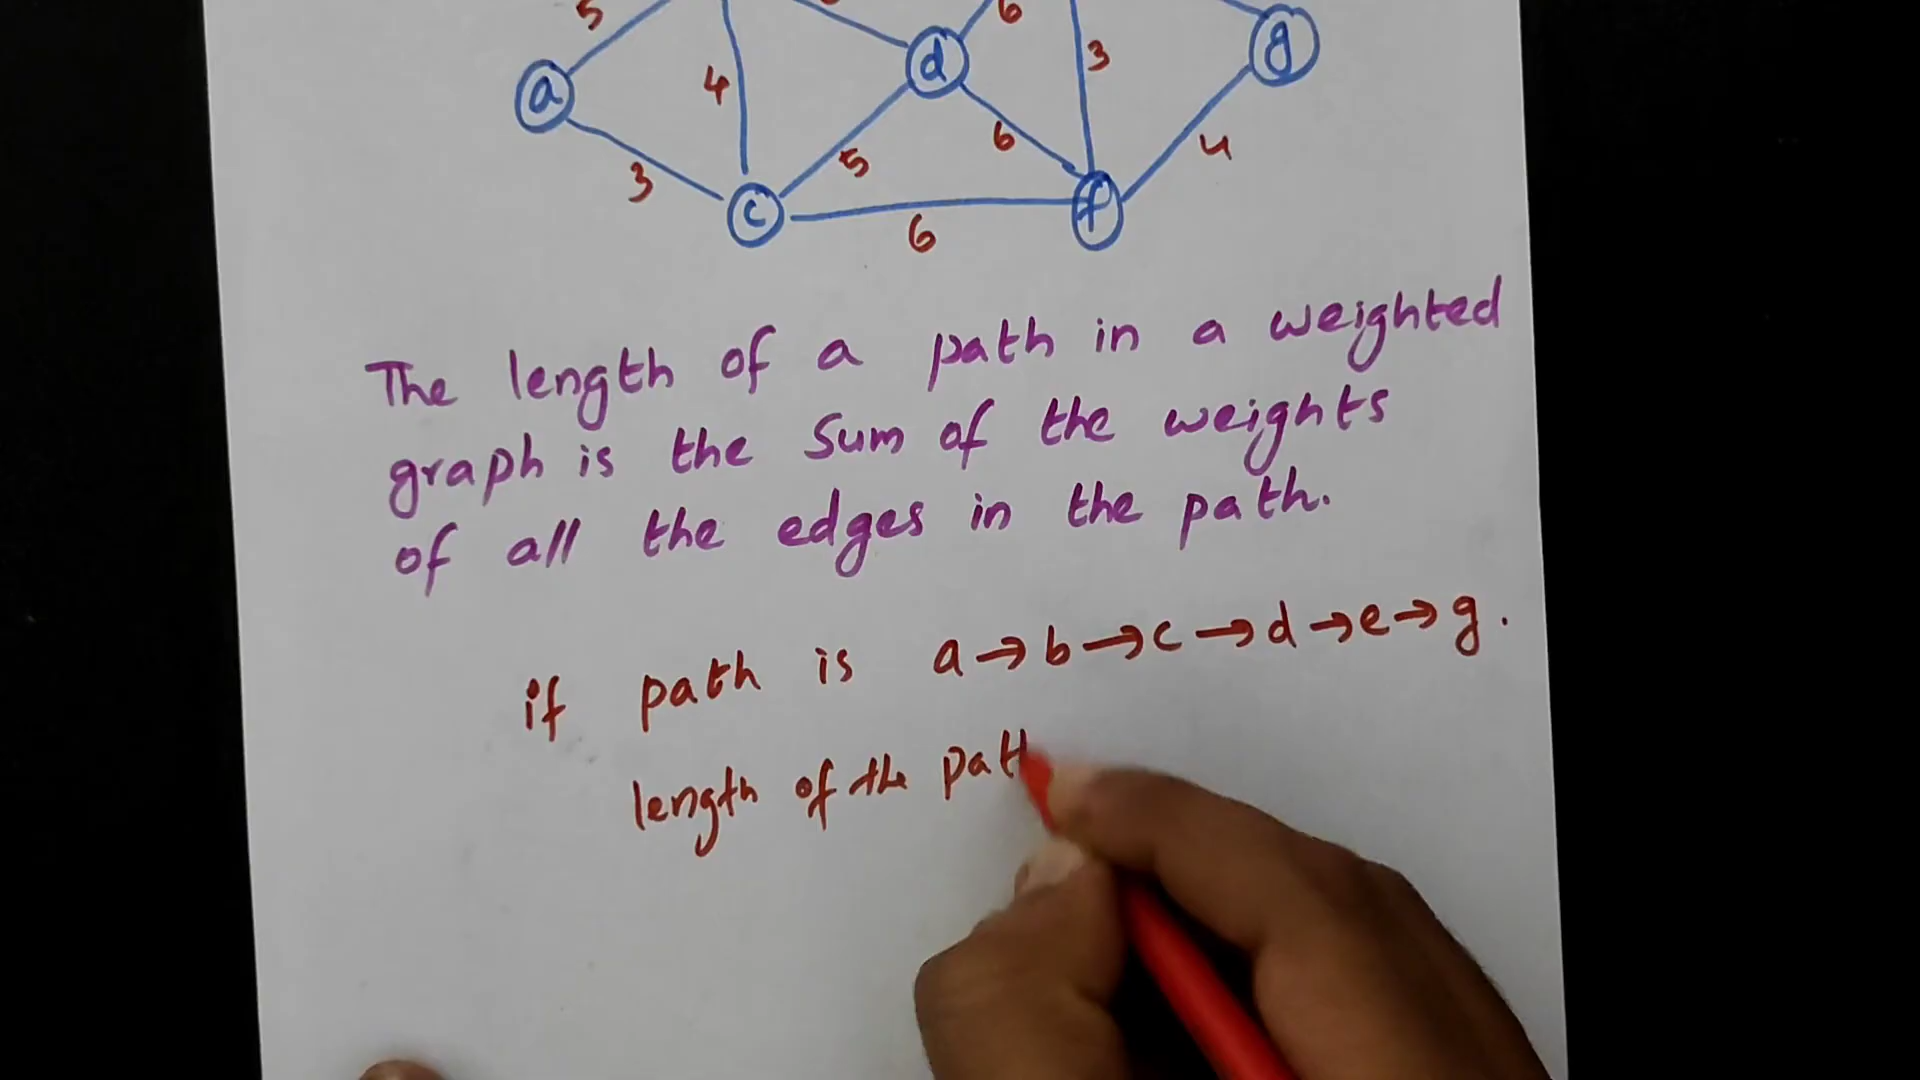 5
6
a
4
d
3
g
6
4
3
5
c
f
6
The length of a path in a weighted
graph is the sum of the weights
of all the edges in the path.
if path is a→b→c→d→e→g.
length of the path